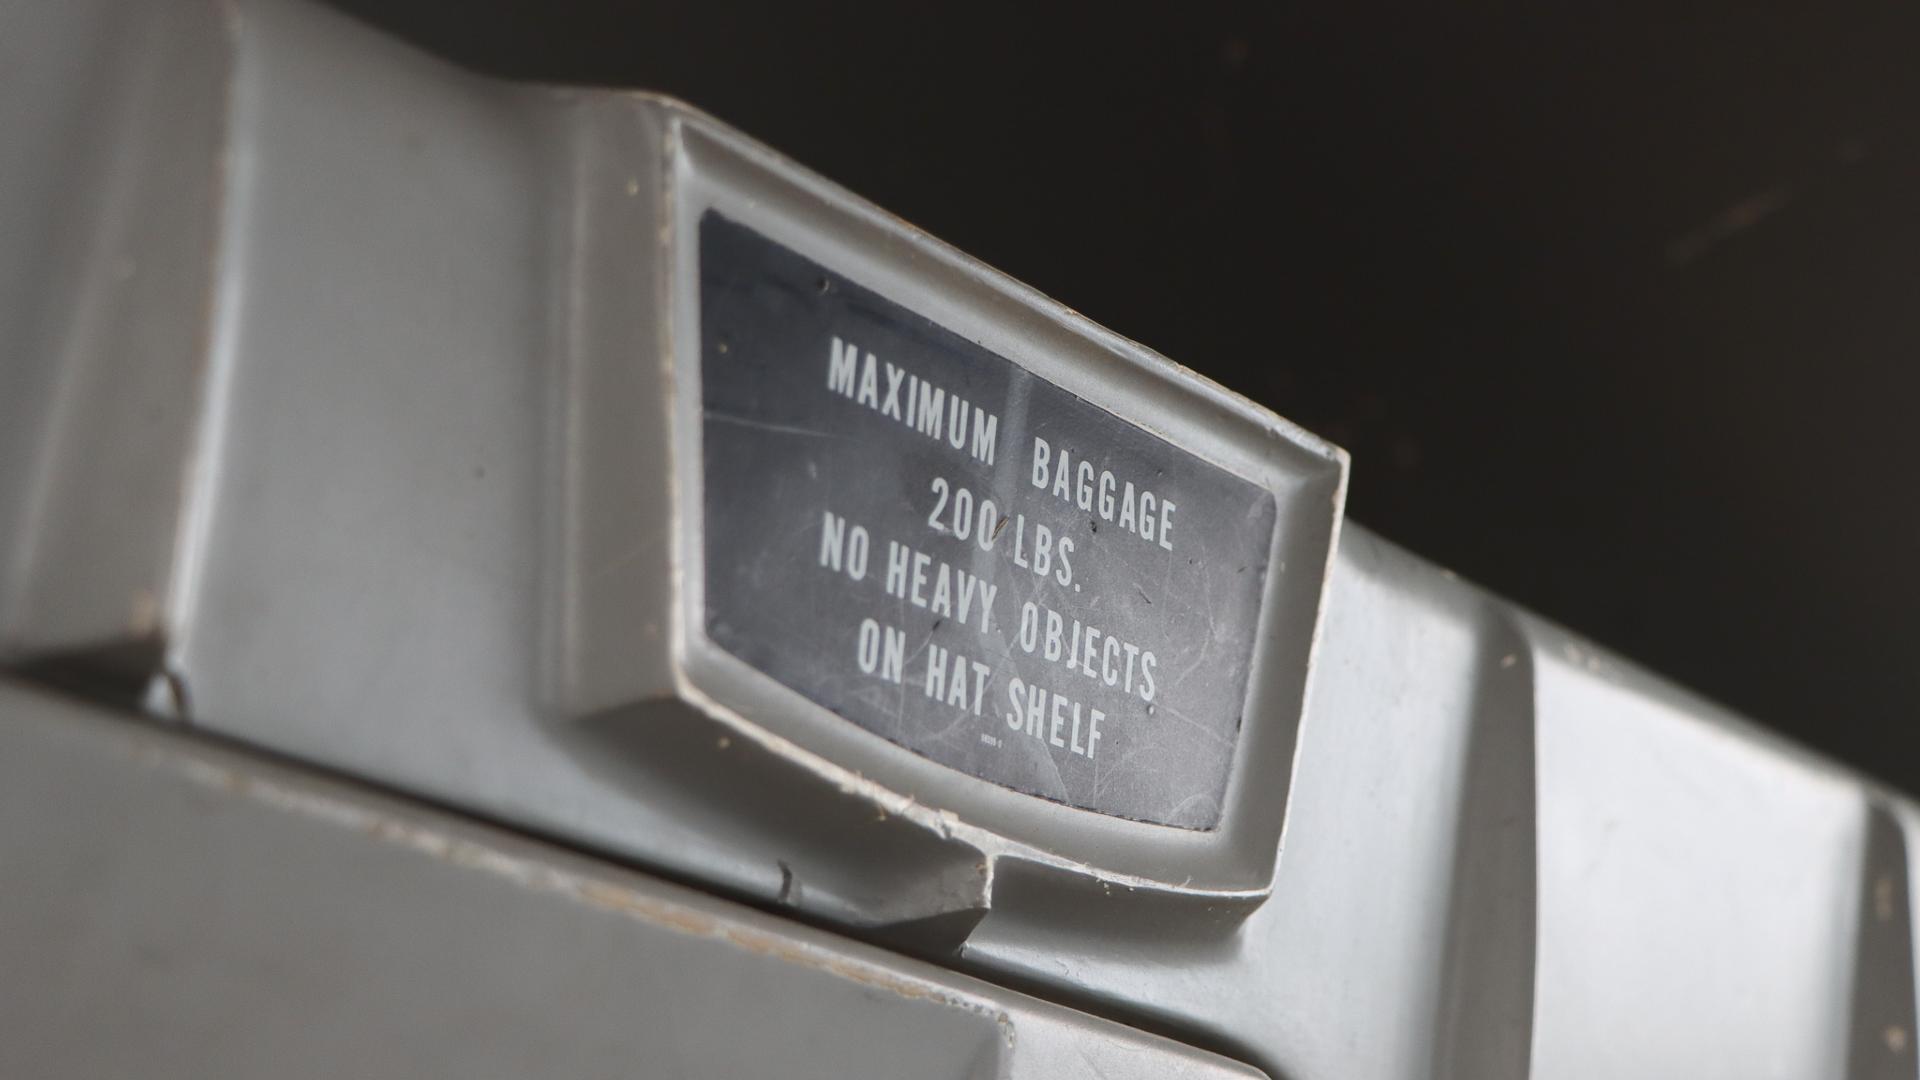 MAXIMUM BAGGAGE
200 LBS.
NO HEAVY OBJECTS
ON HAT SHELF